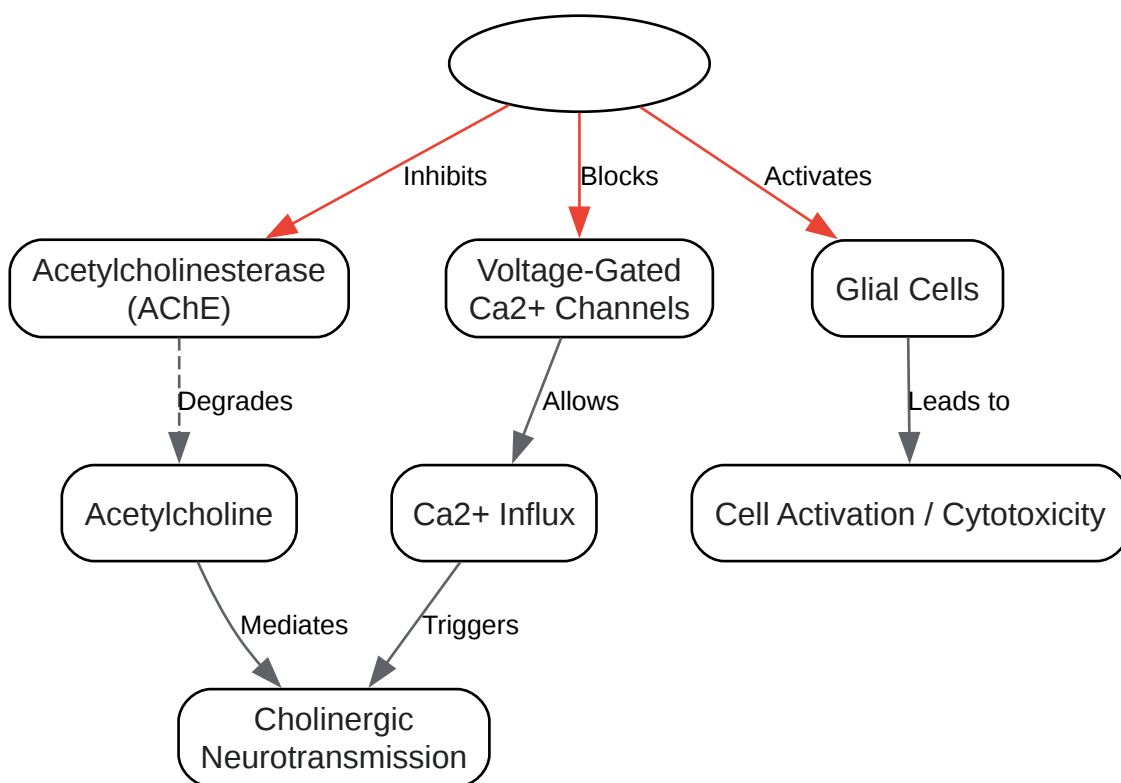 Inhibits
Blocks
Activates
Acetylcholinesterase
(AChE)
Voltage-Gated
Ca2+ Channels
Glial Cells
Degrades
Allows
Leads to
Acetylcholine
Ca2+ Influx
Cell Activation / Cytotoxicity
Mediates
Triggers
Cholinergic
Neurotransmission